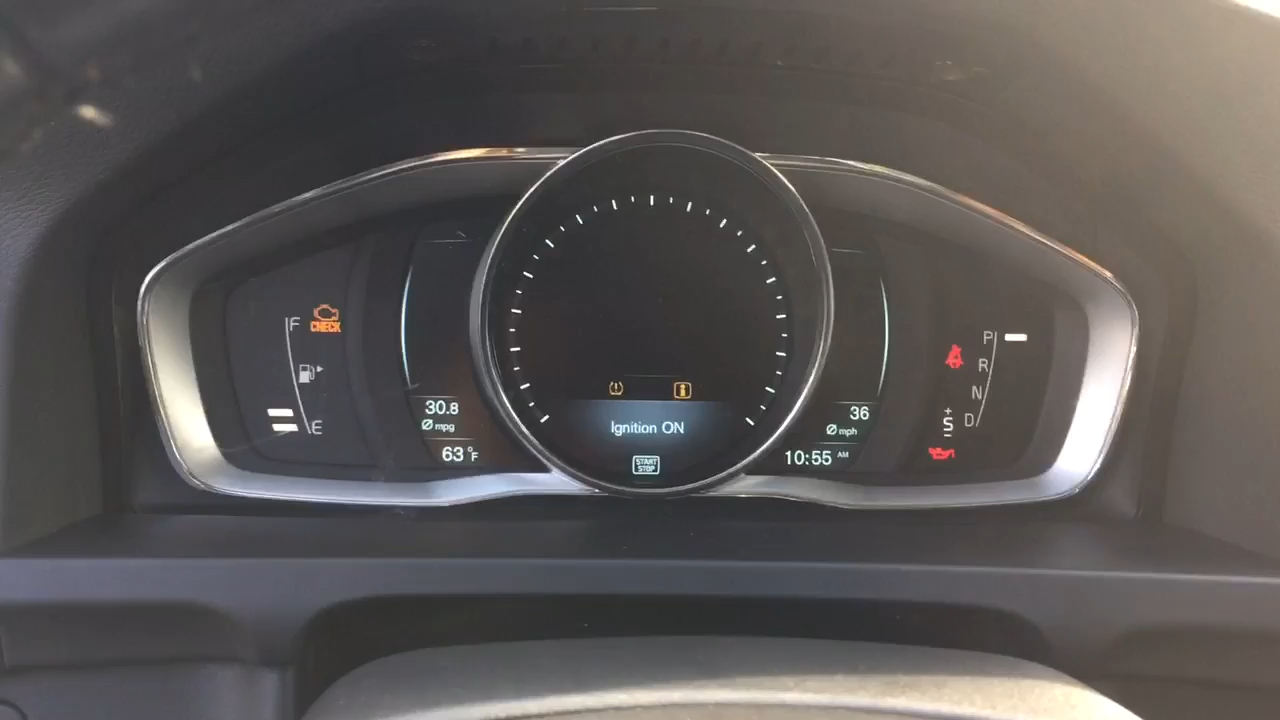 F
CHECK
E
30.8
Ø mpg
63 °F
Ignition ON
START
STOP
36
Ø mph
10:55 AM
P
R
N
D
+
S
-